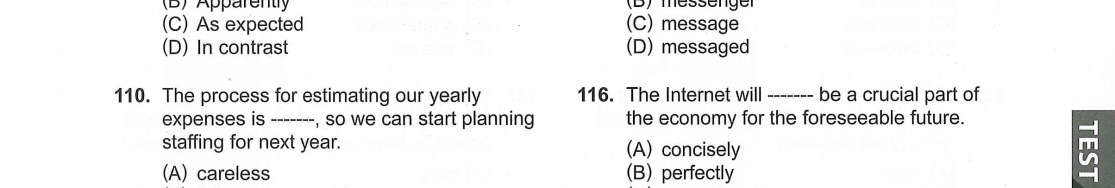 (B) Apparently
(C) As expected
(D) In contrast
110. The process for estimating our yearly
expenses is -------, so we can start planning
staffing for next year.
(A) careless
(B) messenger
(C) message
(D) messaged
116. The Internet will ------- be a crucial part of
the economy for the foreseeable future.
(A) concisely
(B) perfectly
TEST